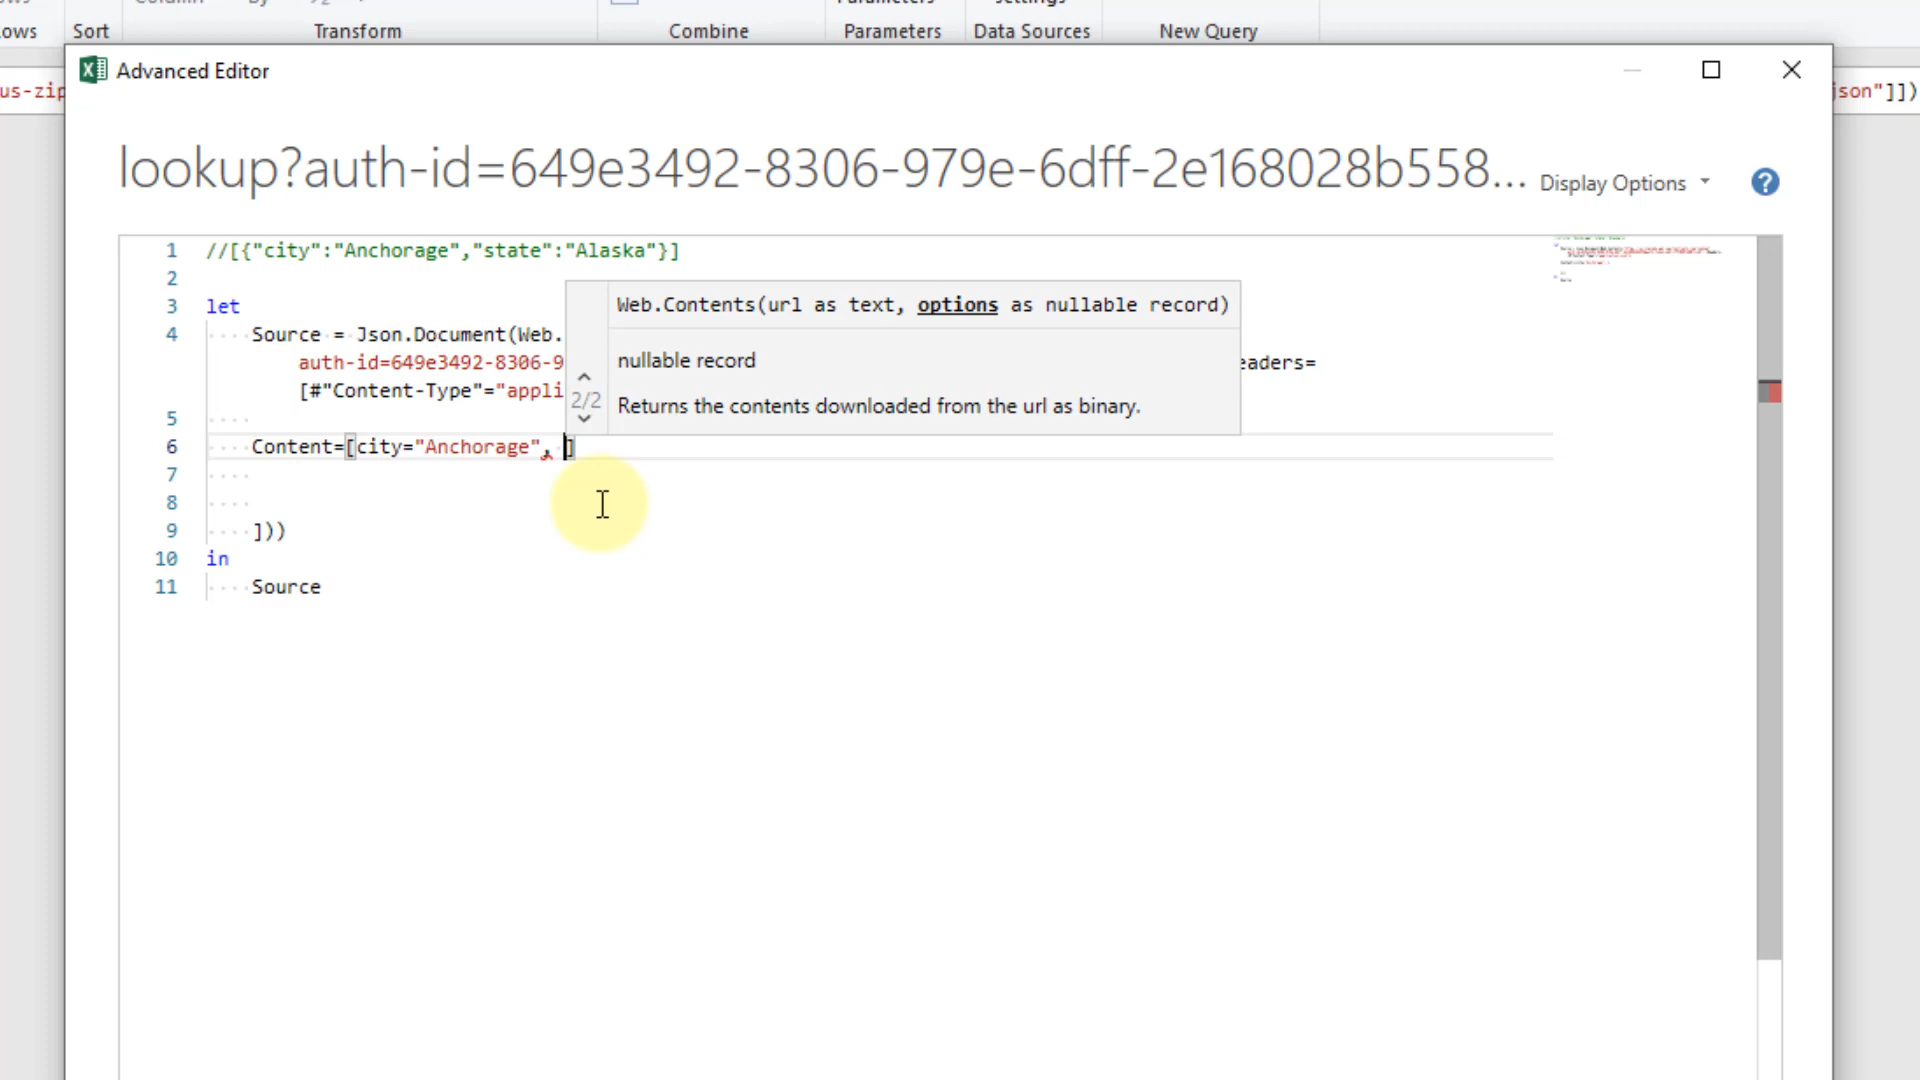 ows Sort Transform Combine Parameters Data Sources New Query
Advanced Editor
us-zip
json"]])
lookup?auth-id=649e3492-8306-979e-6dff-2e168028b558... Display Options ?
1 //[{"city":"Anchorage","state":"Alaska"}]
2
3 let
4 Source = Json.Document(Web.
auth-id=649e3492-8306-9
eaders=
[#"Content-Type"="appli
Web.Contents(url as text, options as nullable record)
nullable record
2/2
Returns the contents downloaded from the url as binary.
5
6 Content=[city="Anchorage", ]
7
8
9 ]))
10 in
11 Source